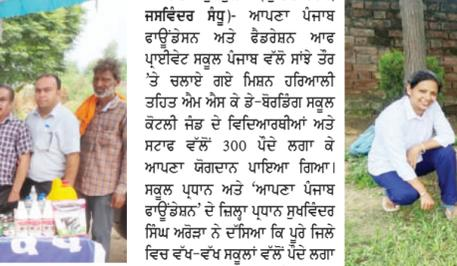 ਜਸਵਿੰਦਰ ਸੰਧੂ)- ਆਪਣਾ ਪੰਜਾਬ
ਫਾਊਂਡੇਸਨ ਅਤੇ ਫੈਡਰੇਸ਼ਨ ਆਫ
ਪ੍ਰਾਈਵੇਟ ਸਕੂਲ ਪੰਜਾਬ ਵੱਲੋਂ ਸਾਂਝੇ ਤੌਰ
'ਤੇ ਚਲਾਏ ਗਏ ਮਿਸ਼ਨ ਹਰਿਆਲੀ
ਤਹਿਤ ਐਮ ਐਸ ਕੇ ਡੇ-ਬੋਰਡਿੰਗ ਸਕੂਲ
ਕੋਟਲੀ ਜੰਡ ਦੇ ਵਿਦਿਆਰਥੀਆਂ ਅਤੇ
ਸਟਾਫ ਵੱਲੋਂ 300 ਪੌਦੇ ਲਗਾ ਕੇ
ਆਪਣਾ ਯੋਗਦਾਨ ਪਾਇਆ ਗਿਆ।
ਸਕੂਲ ਪ੍ਰਧਾਨ ਅਤੇ 'ਆਪਣਾ ਪੰਜਾਬ
ਫਾਊਂਡੇਸ਼ਨ' ਦੇ ਜ਼ਿਲ੍ਹਾ ਪ੍ਰਧਾਨ ਸੁਖਵਿੰਦਰ
ਸਿੰਘ ਅਰੋੜਾ ਨੇ ਦੱਸਿਆ ਕਿ ਪੂਰੇ ਜਿਲੇ
ਵਿਚ ਵੱਖ-ਵੱਖ ਸਕੂਲਾਂ ਵੱਲੋਂ ਪੌਦੇ ਲਗਾ